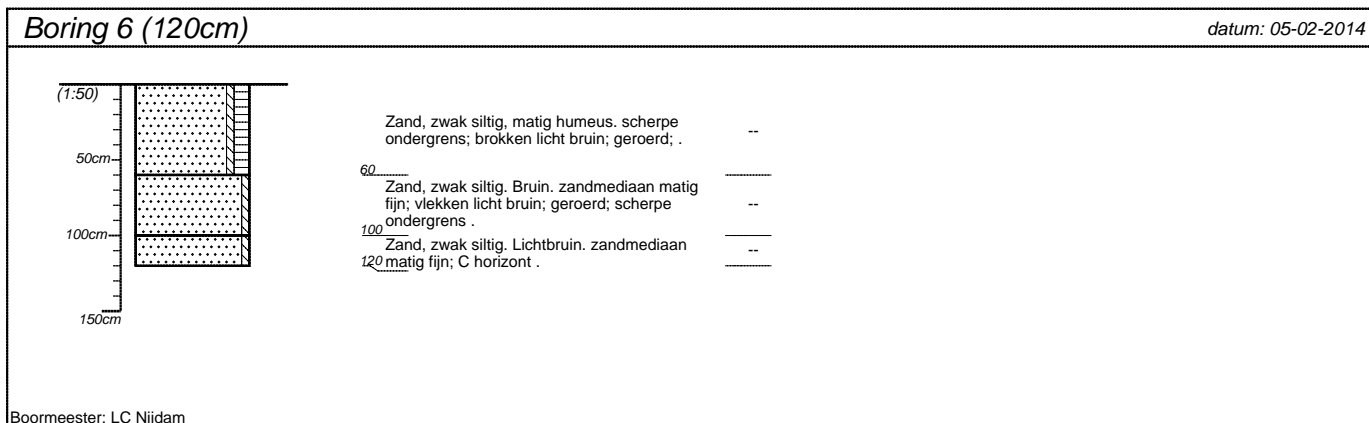 Boring 6 (120cm)
datum: 05-02-2014
(1:50)
50cm
100cm
150cm
Zand, zwak siltig, matig humeus. scherpe
ondergrens; brokken licht bruin; geroerd; .
--
60
Zand, zwak siltig. Bruin. zandmediaan matig
fijn; vlekken licht bruin; geroerd; scherpe
ondergrens .
--
100
Zand, zwak siltig. Lichtbruin. zandmediaan
matig fijn; C horizont .
--
120
Boormeester: LC Nijdam